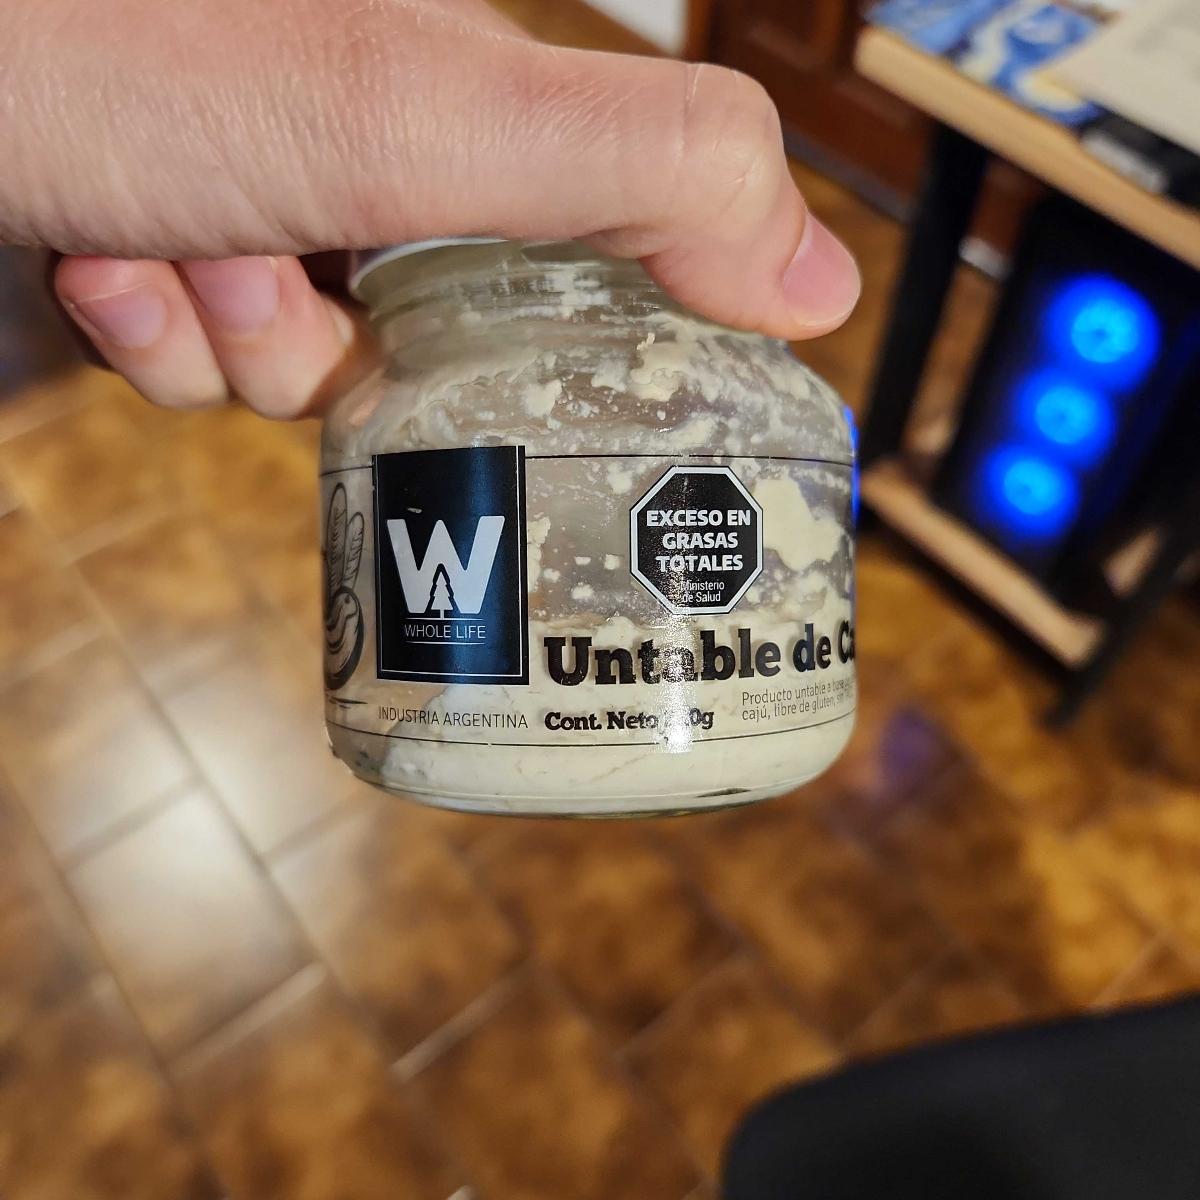 W
WHOLE LIFE
EXCESO EN
GRASAS
TOTALES
Ministerio
de Salud
Untable de
INDUSTRIA ARGENTINA
Cont. Neto
Producto untable a base
cajú, libre de gluten,